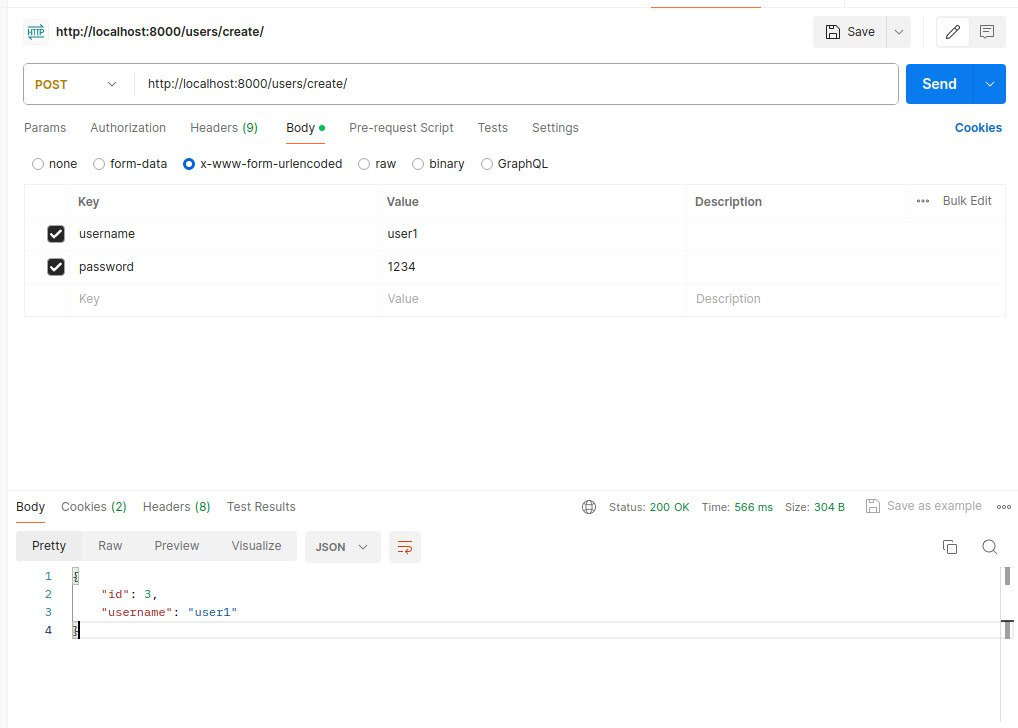 HTTP http://localhost:8000/users/create/ Save
POST http://localhost:8000/users/create/ Send
Params Authorization Headers (9) Body Pre-request Script Tests Settings Cookies
none form-data x-www-form-urlencoded raw binary GraphQL
Key Value Description Bulk Edit
username user1
password 1234
Key Value Description
Body Cookies (2) Headers (8) Test Results Status: 200 OK Time: 566 ms Size: 304 B Save as example
Pretty Raw Preview Visualize JSON
1 {
2 "id": 3,
3 "username": "user1"
4 }